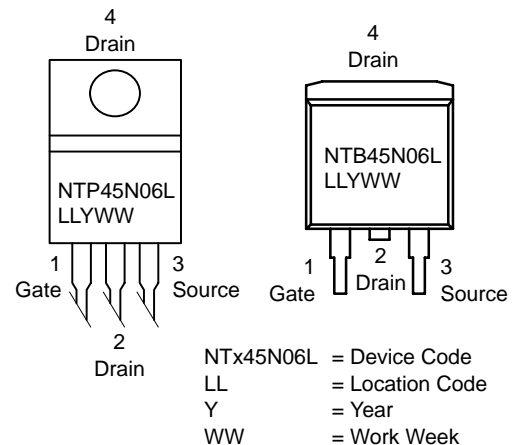 4
Drain
NTP45N06L
LLYWW
1
Gate
3
Source
2
Drain
4
Drain
NTB45N06L
LLYWW
1
Gate
2
Drain
3
Source
NTx45N06L = Device Code
LL = Location Code
Y = Year
WW = Work Week